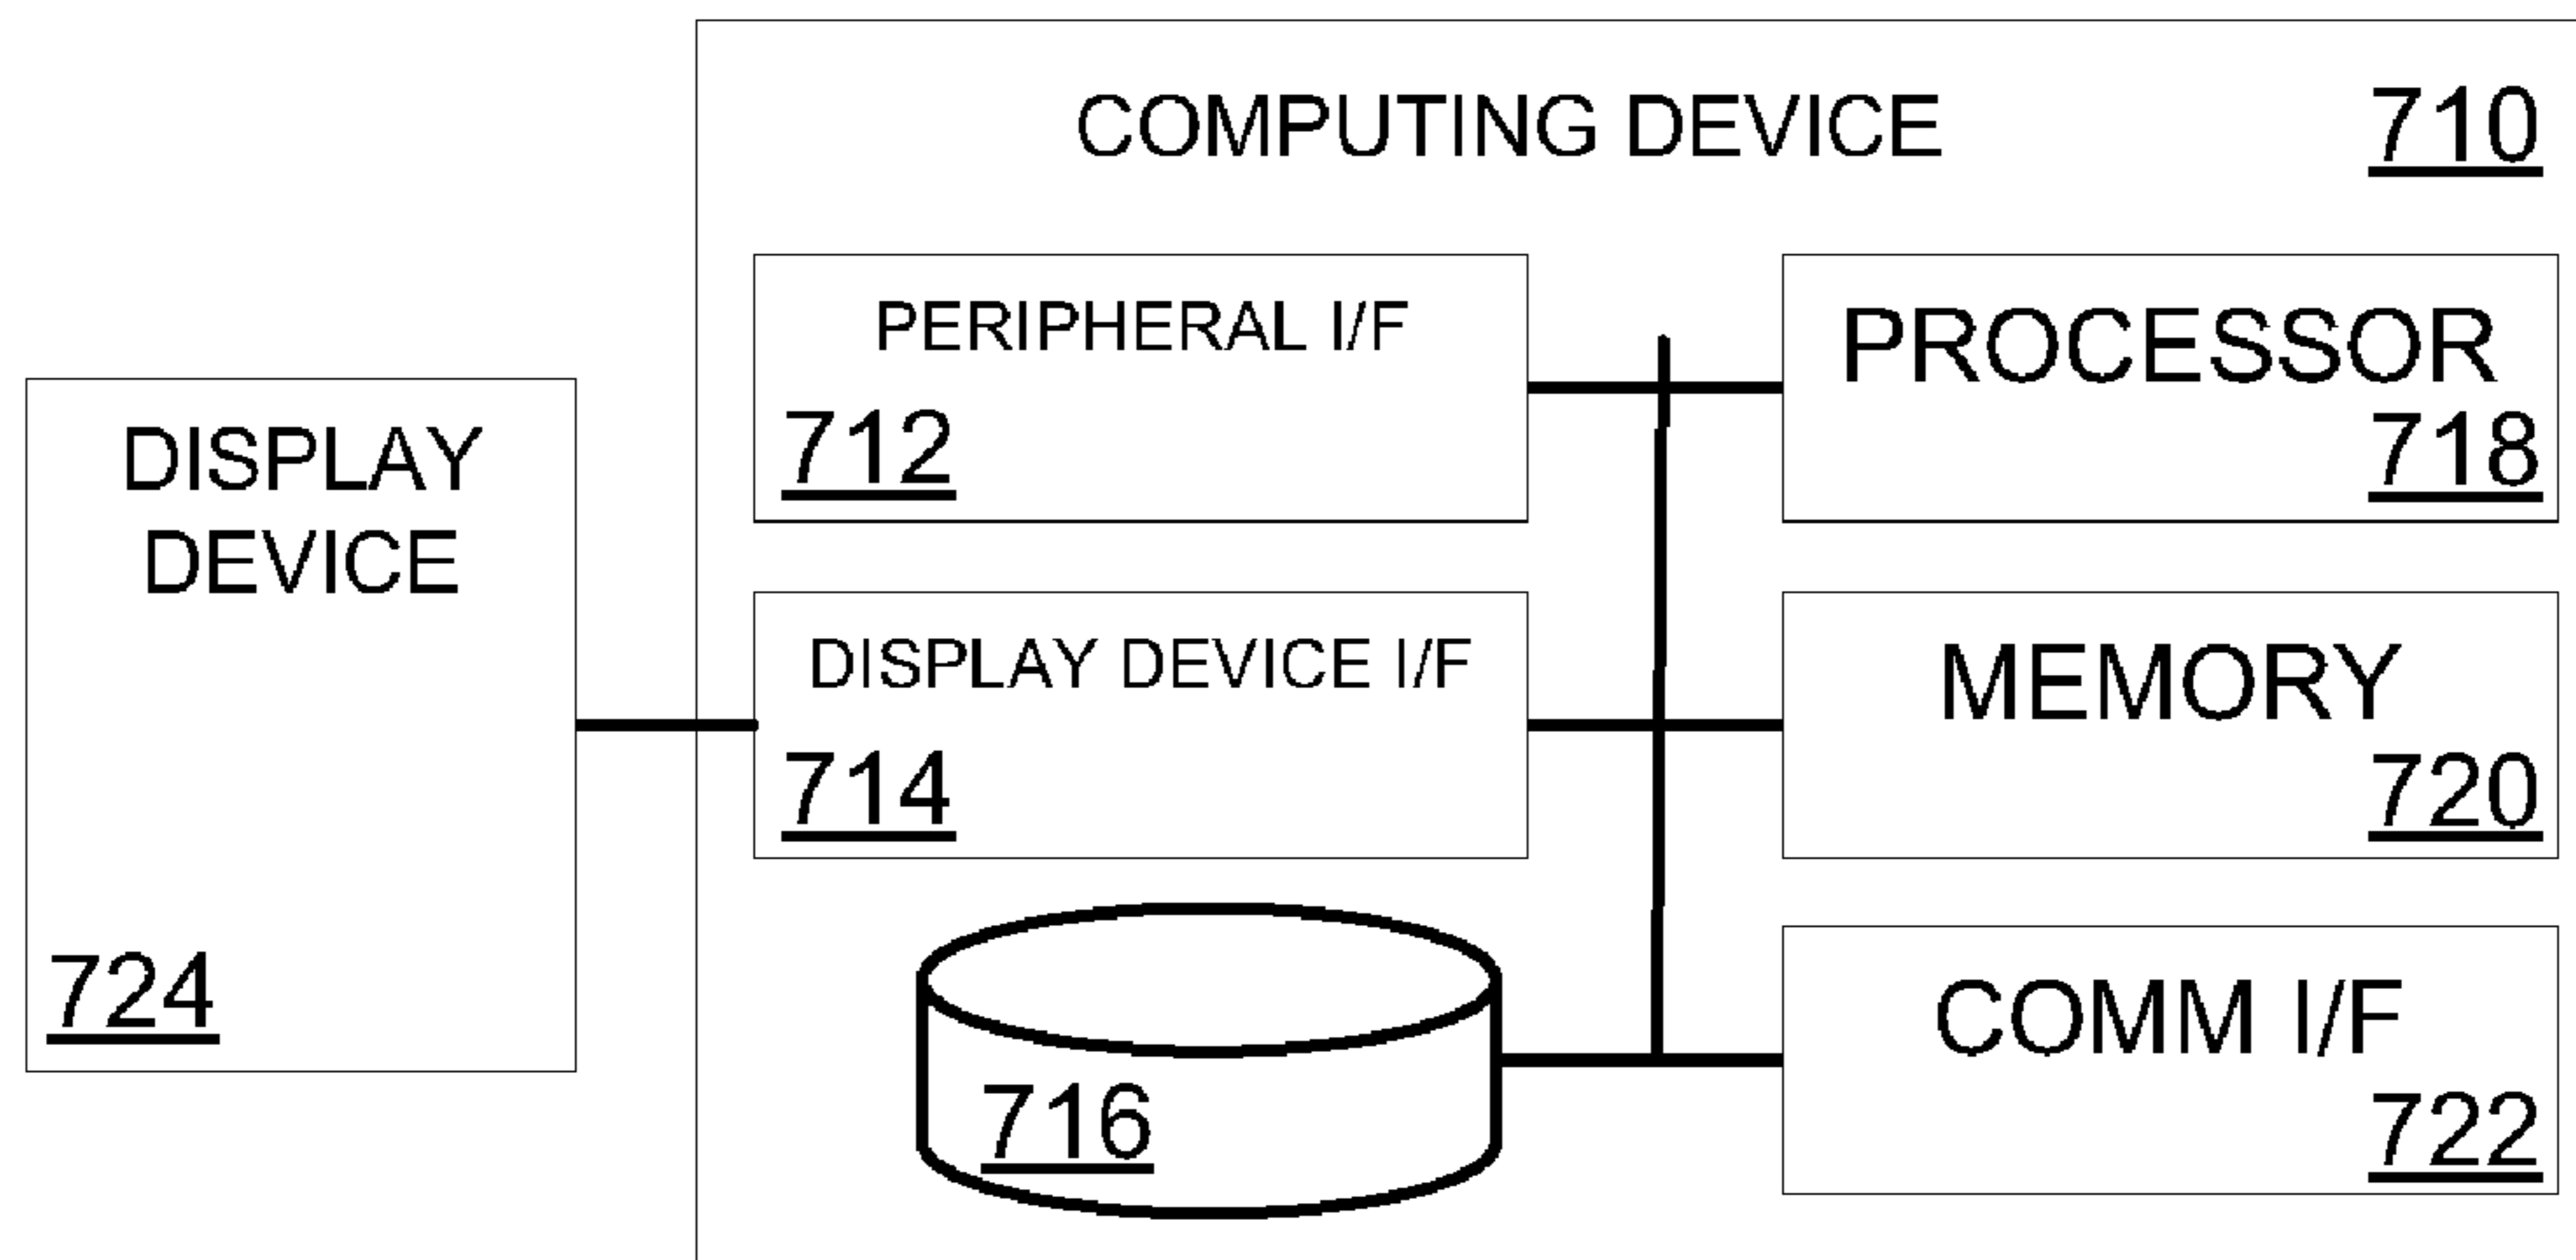 COMPUTING DEVICE
710
PERIPHERAL I/F
712
PROCESSOR
718
DISPLAY
DEVICE
724
DISPLAY DEVICE I/F
714
MEMORY
720
716
COMM I/F
722